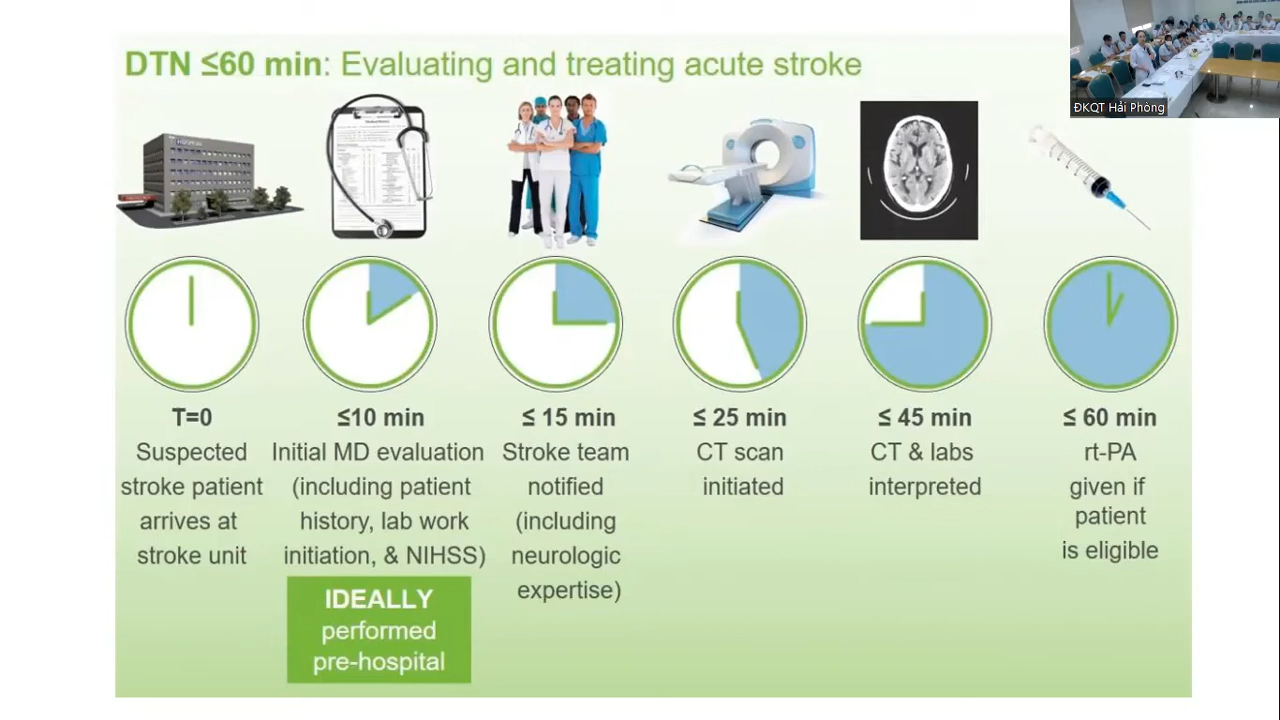 DTN ≤60 min: Evaluating and treating acute stroke
ĐKQT Hải Phòng
T=0
Suspected
stroke patient
arrives at
stroke unit
≤10 min
Initial MD evaluation
(including patient
history, lab work
initiation, & NIHSS)
IDEALLY
performed
pre-hospital
≤ 15 min
Stroke team
notified
(including
neurologic
expertise)
≤ 25 min
CT scan
initiated
≤ 45 min
CT & labs
interpreted
≤ 60 min
rt-PA
given if
patient
is eligible